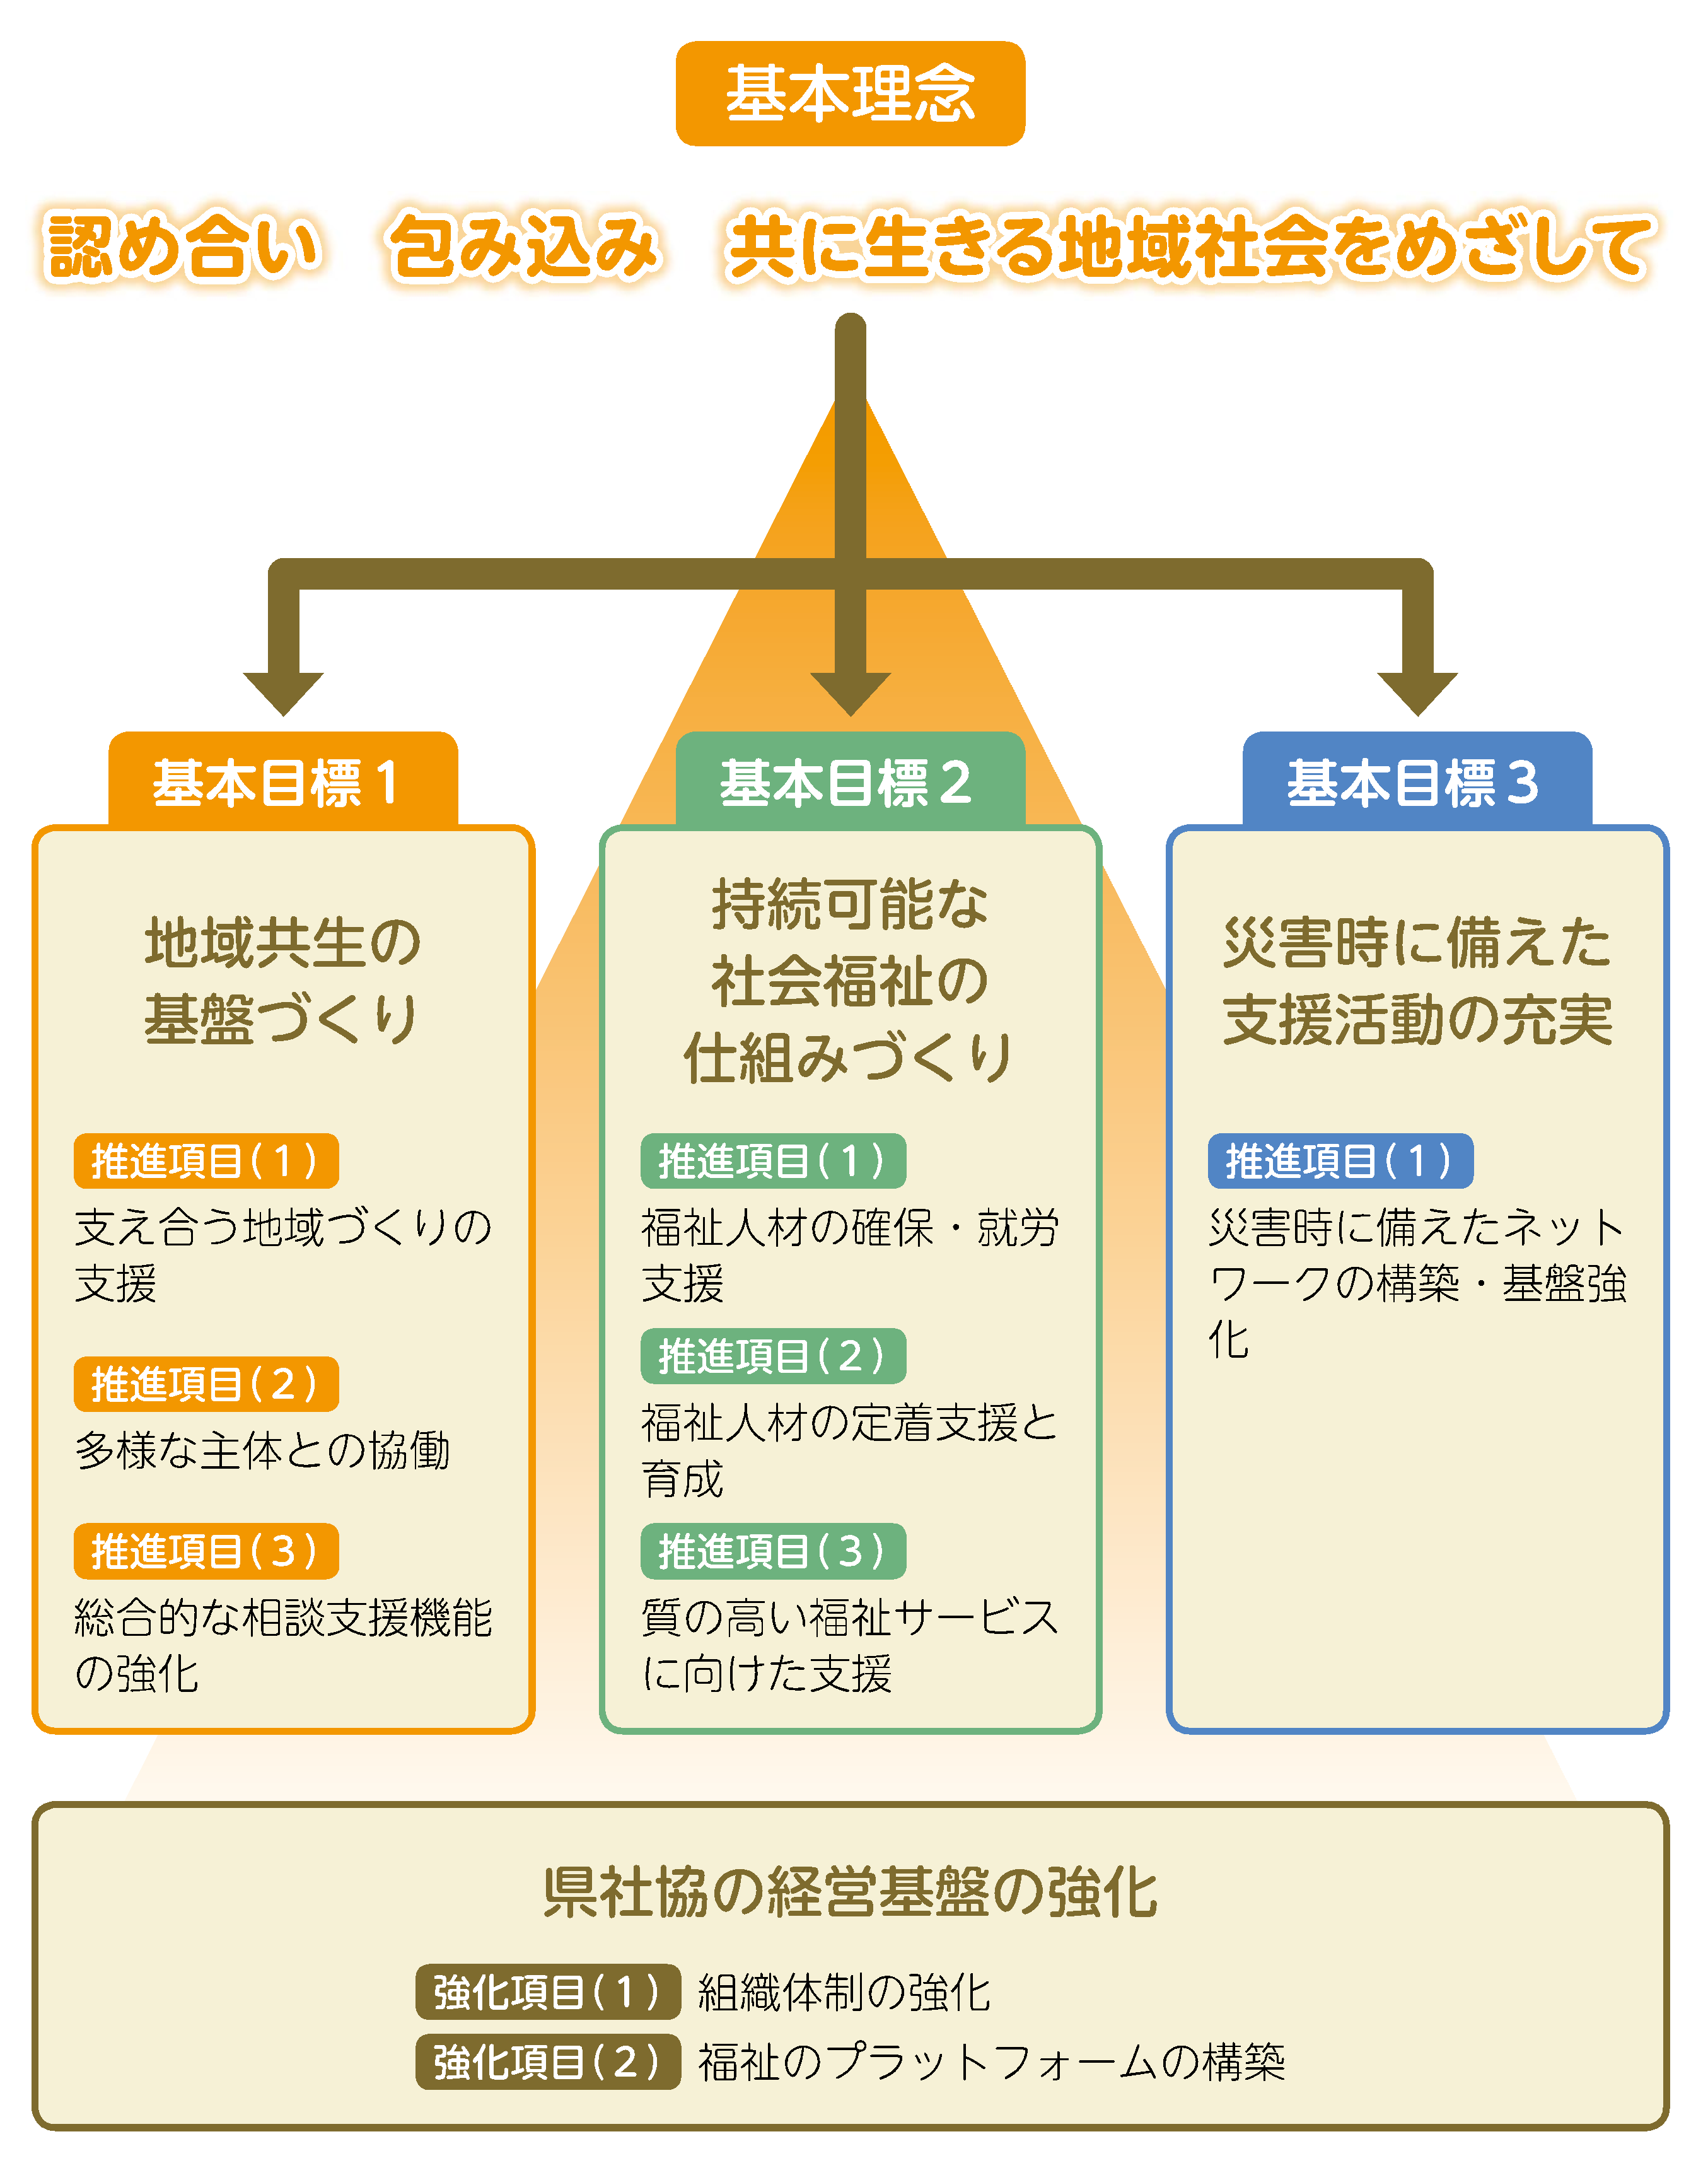 基本理念
認め合い　包み込み　共に生きる地域社会をめざして
基本目標１
地域共生の
基盤づくり
推進項目(１)
支え合う地域づくりの
支援
推進項目(２)
多様な主体との協働
推進項目(３)
総合的な相談支援機能
の強化
基本目標２
持続可能な
社会福祉の
仕組みづくり
推進項目(１)
福祉人材の確保・就労
支援
推進項目(２)
福祉人材の定着支援と
育成
推進項目(３)
質の高い福祉サービス
に向けた支援
基本目標３
災害時に備えた
支援活動の充実
推進項目(１)
災害時に備えたネット
ワークの構築・基盤強
化
県社協の経営基盤の強化
強化項目(１) 組織体制の強化
強化項目(２) 福祉のプラットフォームの構築